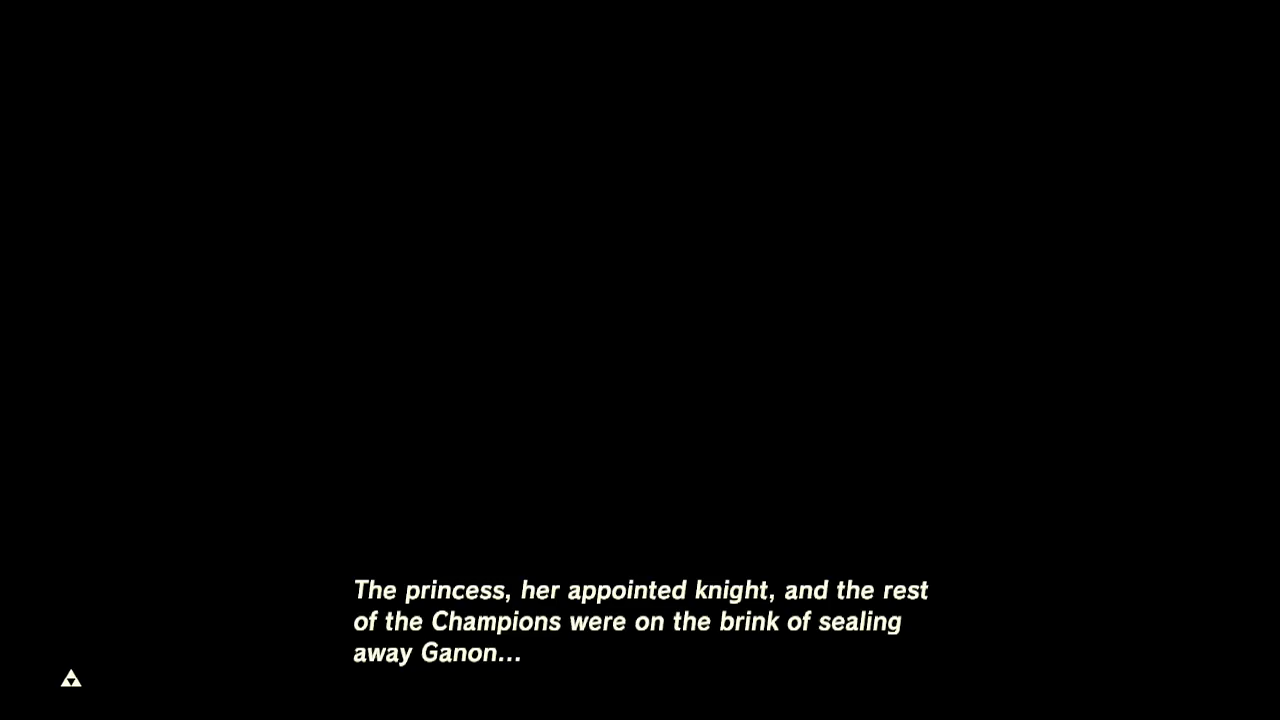 The princess, her appointed knight, and the rest
of the Champions were on the brink of sealing
away Ganon...